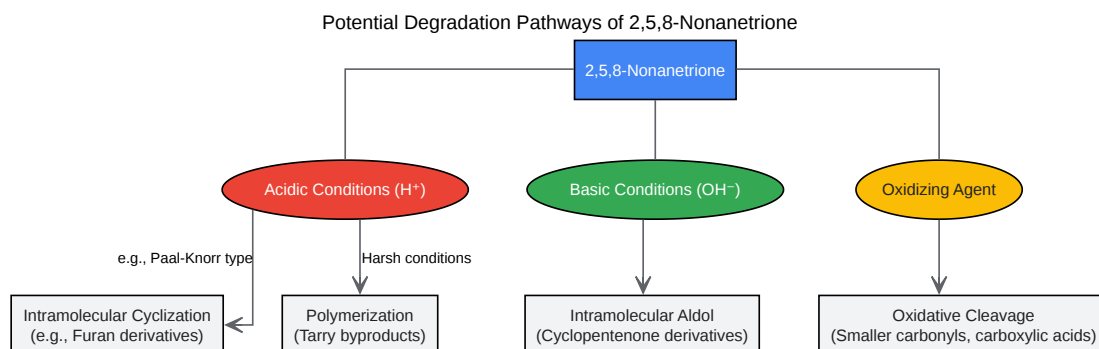 Potential Degradation Pathways of 2,5,8-Nonanetrione
2,5,8-Nonanetrione
Acidic Conditions (H⁺)
Basic Conditions (OH⁻)
Oxidizing Agent
e.g., Paal-Knorr type
Harsh conditions
Intramolecular Cyclization
(e.g., Furan derivatives)
Polymerization
(Tarry byproducts)
Intramolecular Aldol
(Cyclopentenone derivatives)
Oxidative Cleavage
(Smaller carbonyls, carboxylic acids)